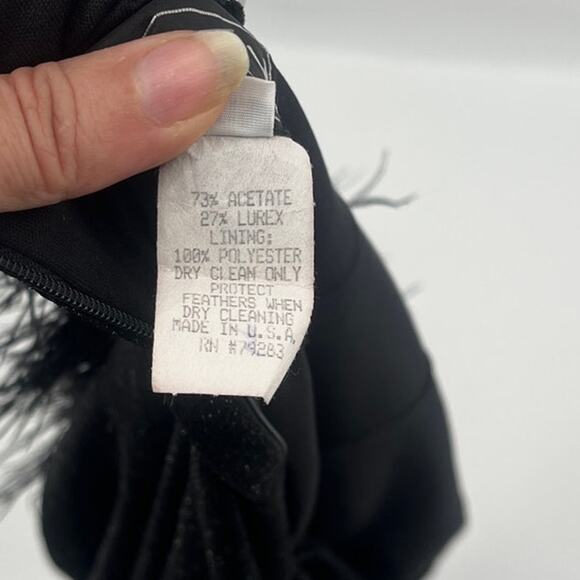 73% ACETATE
27% LUREX
LINING:
100% POLYESTER
DRY CLEAN ONLY
PROTECT
FEATHERS WHEN
DRY CLEANING
MADE IN U.S.A.
RN #79283